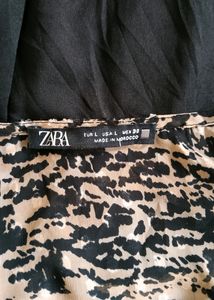 ZARA
EUR L USA L MEX 30
MADE IN MOROCCO